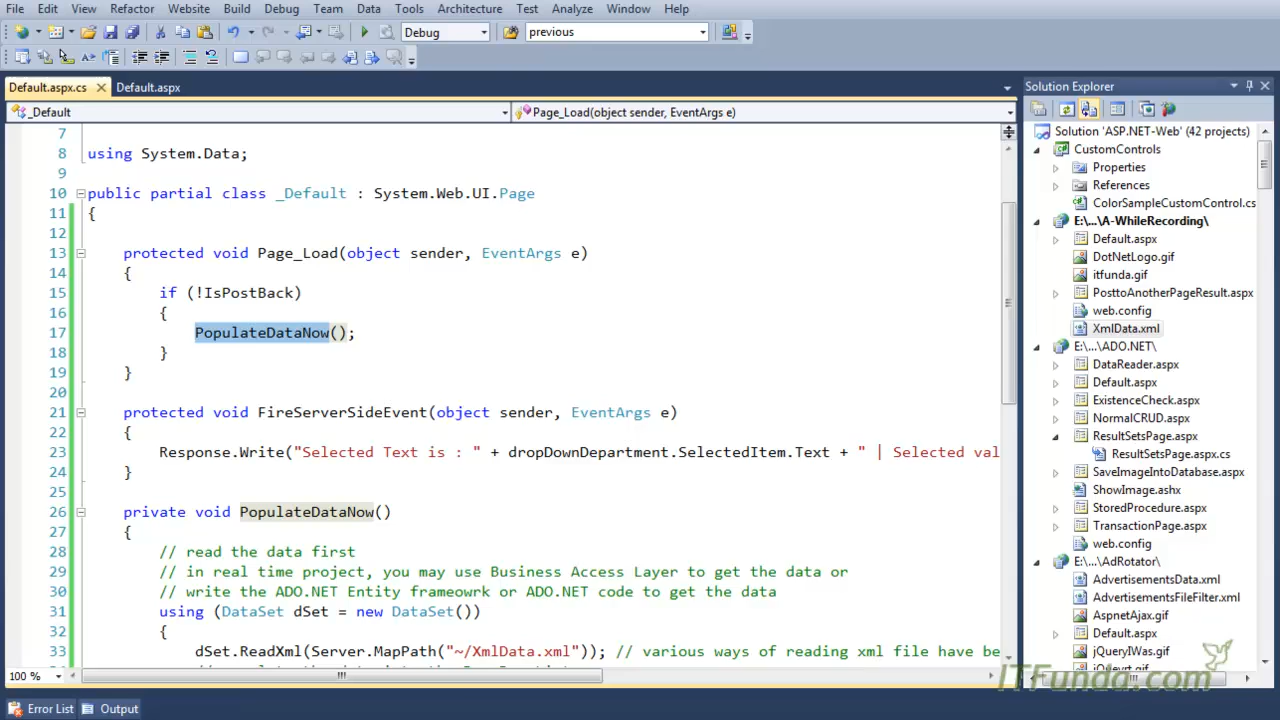 File Edit View Refactor Website Build Debug Team Data Tools Architecture Test Analyze Window Help
Debug previous
Default.aspx.cs Default.aspx
_Default Page_Load(object sender, EventArgs e)
7
8 using System.Data;
9
10 public partial class _Default : System.Web.UI.Page
11 {
12
13 protected void Page_Load(object sender, EventArgs e)
14 {
15 if (!IsPostBack)
16 {
17 PopulateDataNow();
18 }
19 }
20
21 protected void FireServerSideEvent(object sender, EventArgs e)
22 {
23 Response.Write("Selected Text is : " + dropDownDepartment.SelectedItem.Text + " | Selected val
24 }
25
26 private void PopulateDataNow()
27 {
28 // read the data first
29 // in real time project, you may use Business Access Layer to get the data or
30 // write the ADO.NET Entity frameowrk or ADO.NET code to get the data
31 using (DataSet dSet = new DataSet())
32 {
33 dSet.ReadXml(Server.MapPath("~/XmlData.xml")); // various ways of reading xml file have be
100 %
Error List Output
Solution Explorer
Solution 'ASP.NET-Web' (42 projects)
CustomControls
Properties
References
ColorSampleCustomControl.cs
E:\...\A-WhileRecording\
Default.aspx
DotNetLogo.gif
itfunda.gif
PosttoAnotherPageResult.aspx
web.config
XmlData.xml
E:\...\ADO.NET\
DataReader.aspx
Default.aspx
ExistenceCheck.aspx
NormalCRUD.aspx
ResultSetsPage.aspx
ResultSetsPage.aspx.cs
SaveImageIntoDatabase.aspx
ShowImage.ashx
StoredProcedure.aspx
TransactionPage.aspx
web.config
E:\...\AdRotator\
AdvertisementsData.xml
AdvertisementsFileFilter.xml
AspnetAjax.gif
Default.aspx
jQueryIWas.gif
ITFunda.com